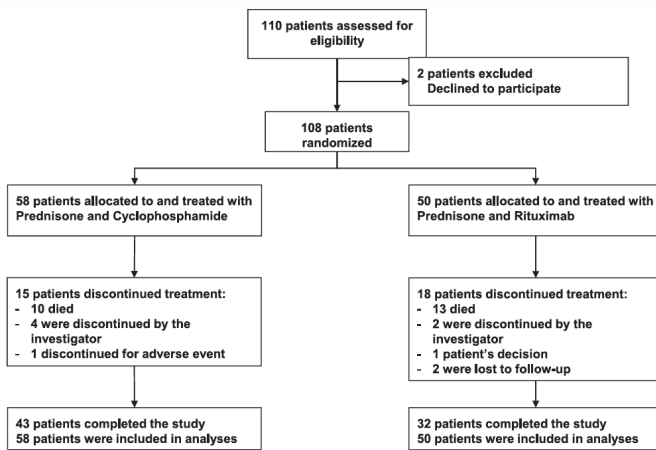 110 patients assessed for
eligibility
2 patients excluded
Declined to participate
108 patients
randomized
58 patients allocated to and treated with
Prednisone and Cyclophosphamide
50 patients allocated to and treated with
Prednisone and Rituximab
15 patients discontinued treatment:
- 10 died
- 4 were discontinued by the
investigator
- 1 discontinued for adverse event
18 patients discontinued treatment:
- 13 died
- 2 were discontinued by the
investigator
- 1 patient's decision
- 2 were lost to follow-up
43 patients completed the study
58 patients were included in analyses
32 patients completed the study
50 patients were included in analyses